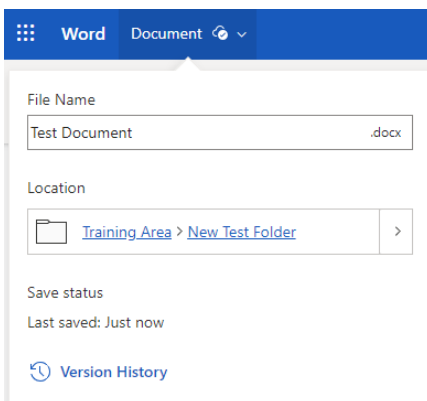 Word Document
File Name
Test Document .docx
Location
Training Area > New Test Folder >
Save status
Last saved: Just now
Version History